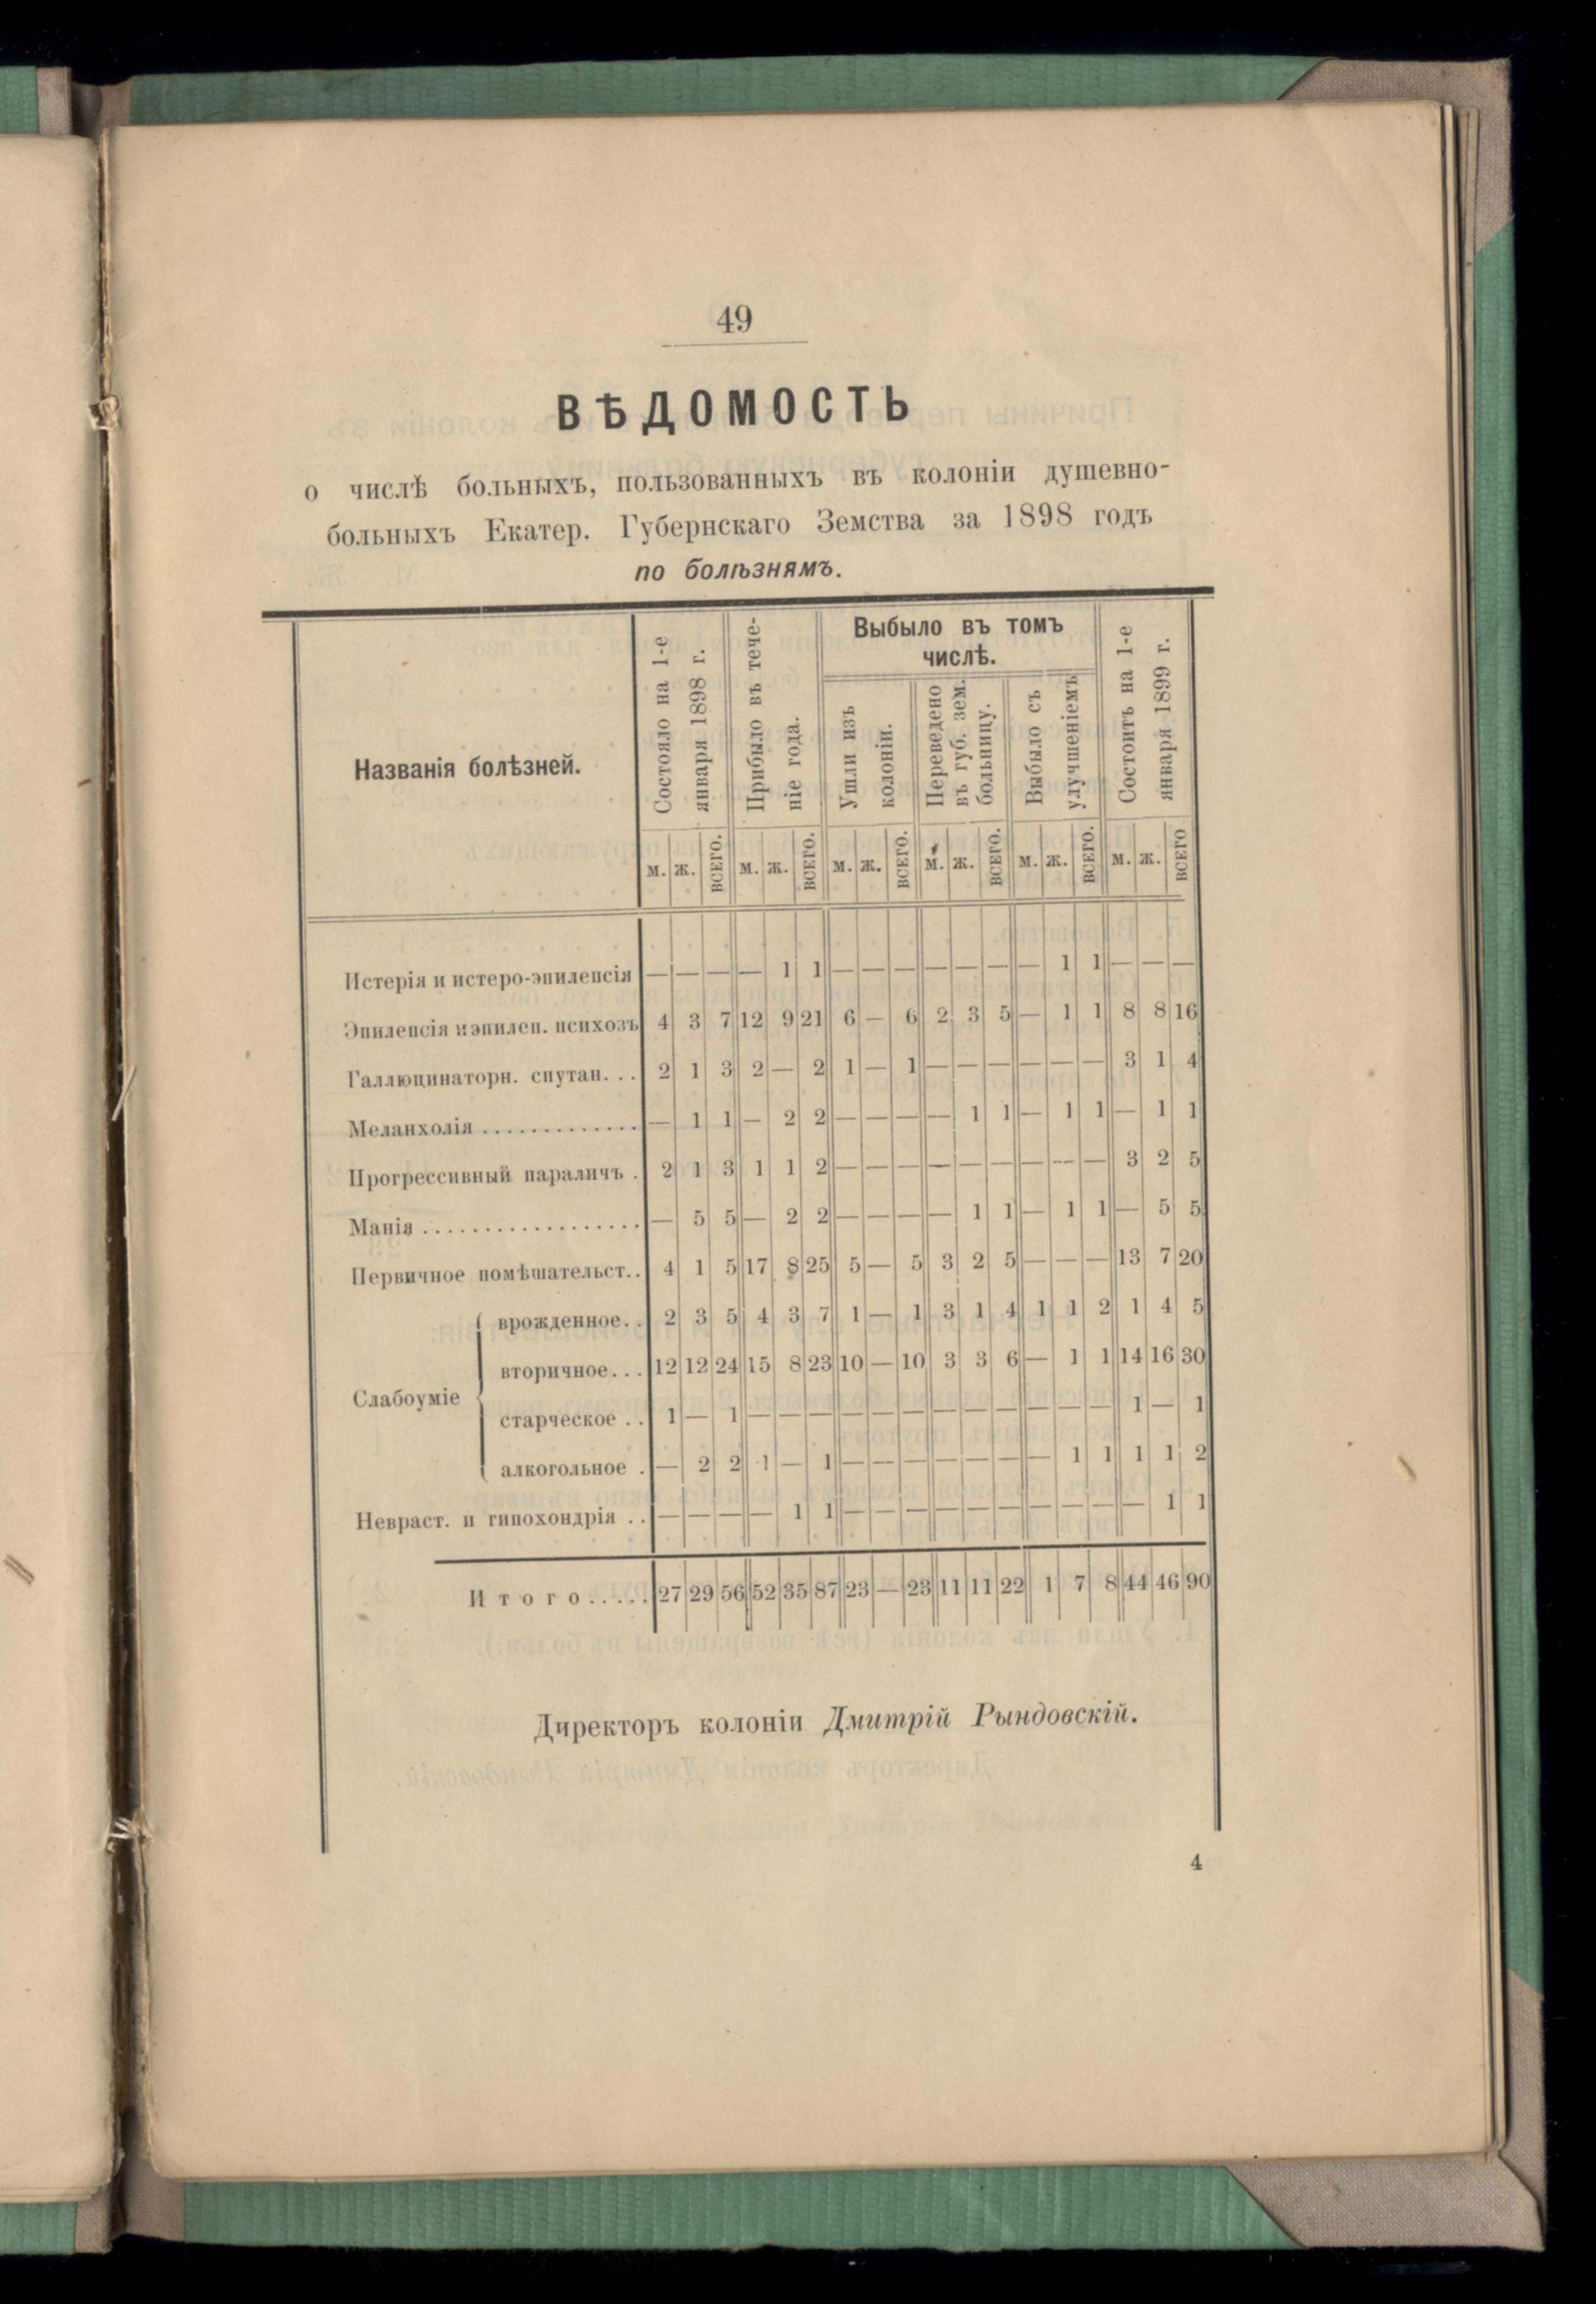 49
ВѢДОМОСТЬ
о числѣ больныхъ, пользованныхъ въ колоніи душевно-
больныхъ Екатер. Губернскаго Земства за 1898 годъ
по болѣзнямъ.
Названія болѣзней.
Состояло на 1-е
января 1898 г.
Прибыло въ тече-
ніе года.
Выбыло въ томъ
числѣ.
Ушли изъ
колоніи.
Переведено
въ губ. зем.
больницу.
Выбыло съ
улучшеніемъ
Состоитъ на 1-е
января 1899 г.
м. ж. всего. м. ж. всего. м. ж. всего. м. ж. всего. м. ж. всего. м. ж. всего
Истерія и истеро-эпилепсія — — — — 1 1 — — — — — — — 1 1 — — —
Эпилепсія и эпилеп. психозъ 4 3 7 12 9 21 6 — 6 2 3 5 — 1 1 8 8 16
Галлюцинаторн. спутан. . . 2 1 3 2 — 2 1 — 1 — — — — — — 3 1 4
Меланхолія ............. — 1 1 — 2 2 — — — — 1 1 — 1 1 — 1 1
Прогрессивный параличъ . 2 1 3 1 1 2 — — — — — — — — — 3 2 5
Манія .................. — 5 5 — 2 2 — — — — 1 1 — 1 1 — 5 5
Первичное помѣшательст.. 4 1 5 17 8 25 5 — 5 3 2 5 — — — 13 7 20
врожденное. . 2 3 5 4 3 7 1 — 1 3 1 4 1 1 2 1 4 5
вторичное. . . 12 12 24 15 8 23 10 — 10 3 3 6 — 1 1 14 16 30
Слабоуміе
старческое . . 1 — 1 — — — — — — — — — — — — 1 — 1
алкогольное . — 2 2 1 — 1 — — — — — — — 1 1 1 1 2
Невраст. и гипохондрія . . — — — — 1 1 — — — — — — — — — — 1 1
Итого..... 27 29 56 52 35 87 23 — 23 11 11 22 1 7 8 44 46 90
Директоръ колоніи Дмитрій Рындовскій.
4